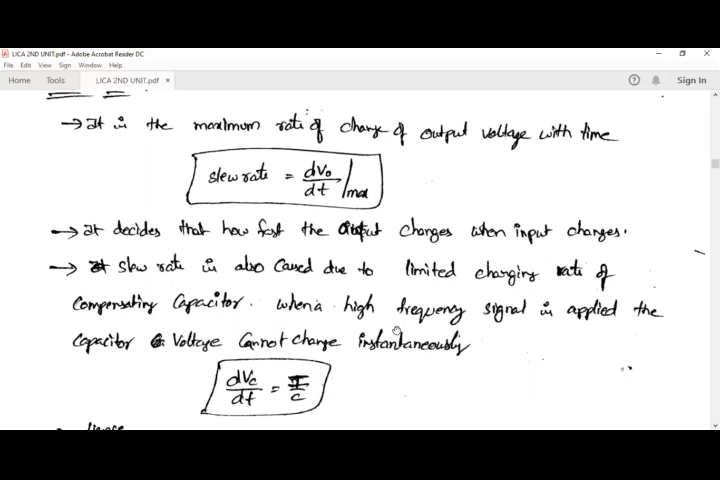 LICA 2ND UNIT.pdf - Adobe Acrobat Reader DC
File Edit View Sign Window Help
Home Tools LICA 2ND UNIT.pdf × Sign In
→ It is the maximum rate of change of output voltage with time
slew rate = dVo/dt |max
→ It decides that how fast the output changes when input changes.
→ slew rate is also caused due to limited charging rate of
compensating capacitor. when a high frequency signal is applied the
capacitor voltage cannot change instantaneously
dVc/dt = I/c